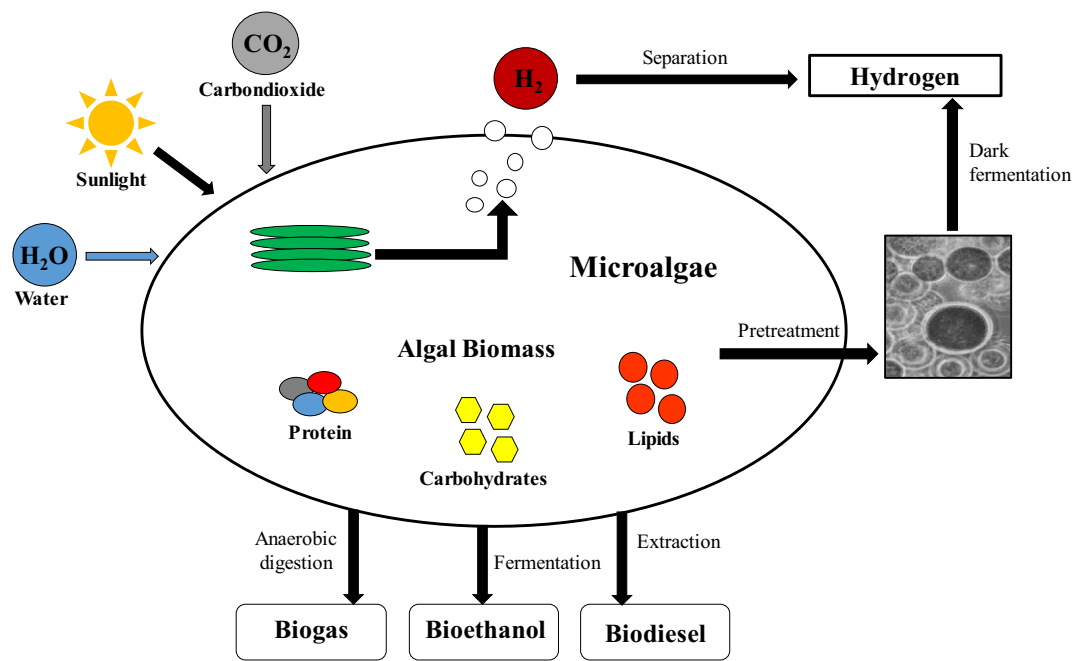 CO₂
Carbondioxide
Sunlight
H₂O
Water
H₂
Separation
Hydrogen
Dark
fermentation
Microalgae
Pretreatment
Algal Biomass
Protein
Carbohydrates
Lipids
Anaerobic
digestion
Fermentation
Extraction
Biogas
Bioethanol
Biodiesel